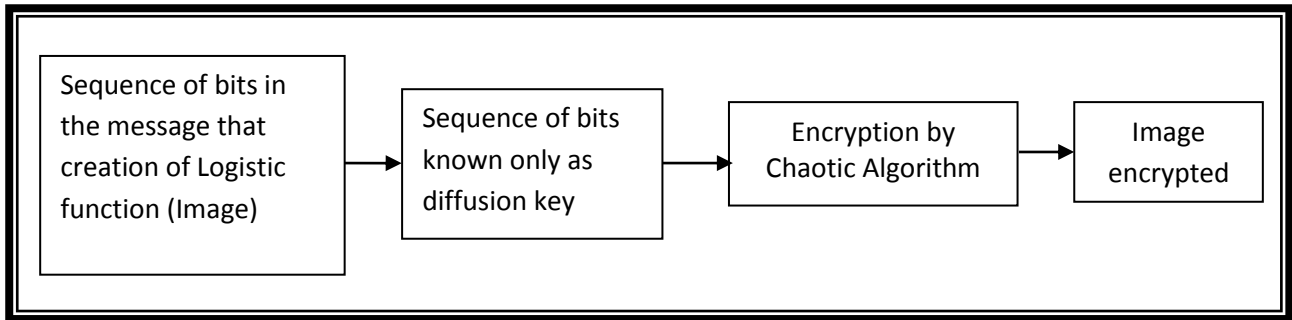 Sequence of bits in
the message that
creation of Logistic
function (Image)
Sequence of bits
known only as
diffusion key
Encryption by
Chaotic Algorithm
Image
encrypted